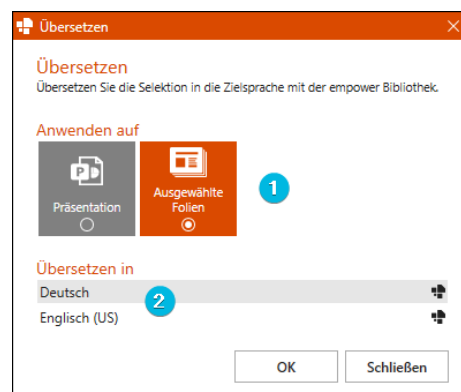 Übersetzen
Übersetzen
Übersetzen Sie die Selektion in die Zielsprache mit der empower Bibliothek.
Anwenden auf
Präsentation
Ausgewählte
Folien
1
Übersetzen in
Deutsch
2
Englisch (US)
OK
Schließen